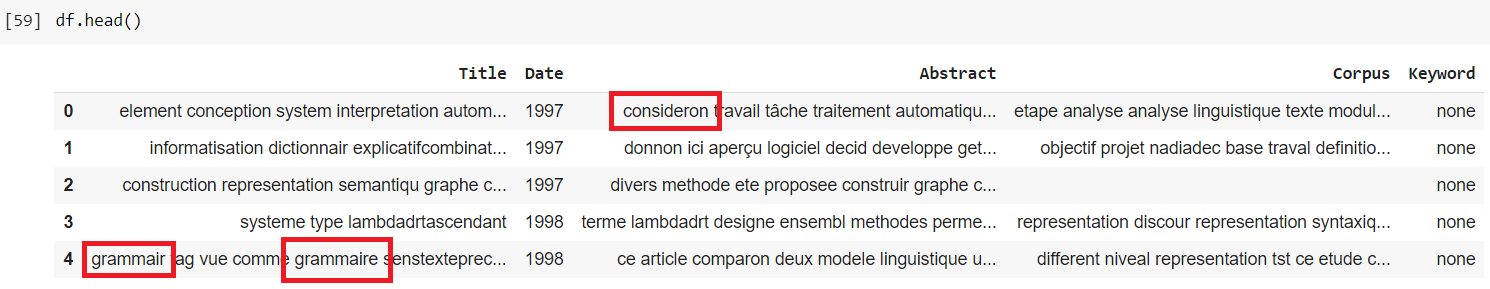 [59] df.head()
Title Date Abstract Corpus Keyword
0 element conception system interpretation autom... 1997 consideron travail tâche traitement automatiqu... etape analyse analyse linguistique texte modul... none
1 informatisation dictionnair explicatifcombinat... 1997 donnon ici aperçu logiciel decid developpe get... objectif projet nadiadec base traval definitio... none
2 construction representation semantiqu graphe c... 1997 divers methode ete proposee construir graphe c... none
3 systeme type lambdadrtascendant 1998 terme lambdadrt designe ensembl methodes perme... representation discour representation syntaxiq... none
4 grammair tag vue comme grammaire senstexteprec... 1998 ce article comparon deux modele linguistique u... different niveal representation tst ce etude c... none